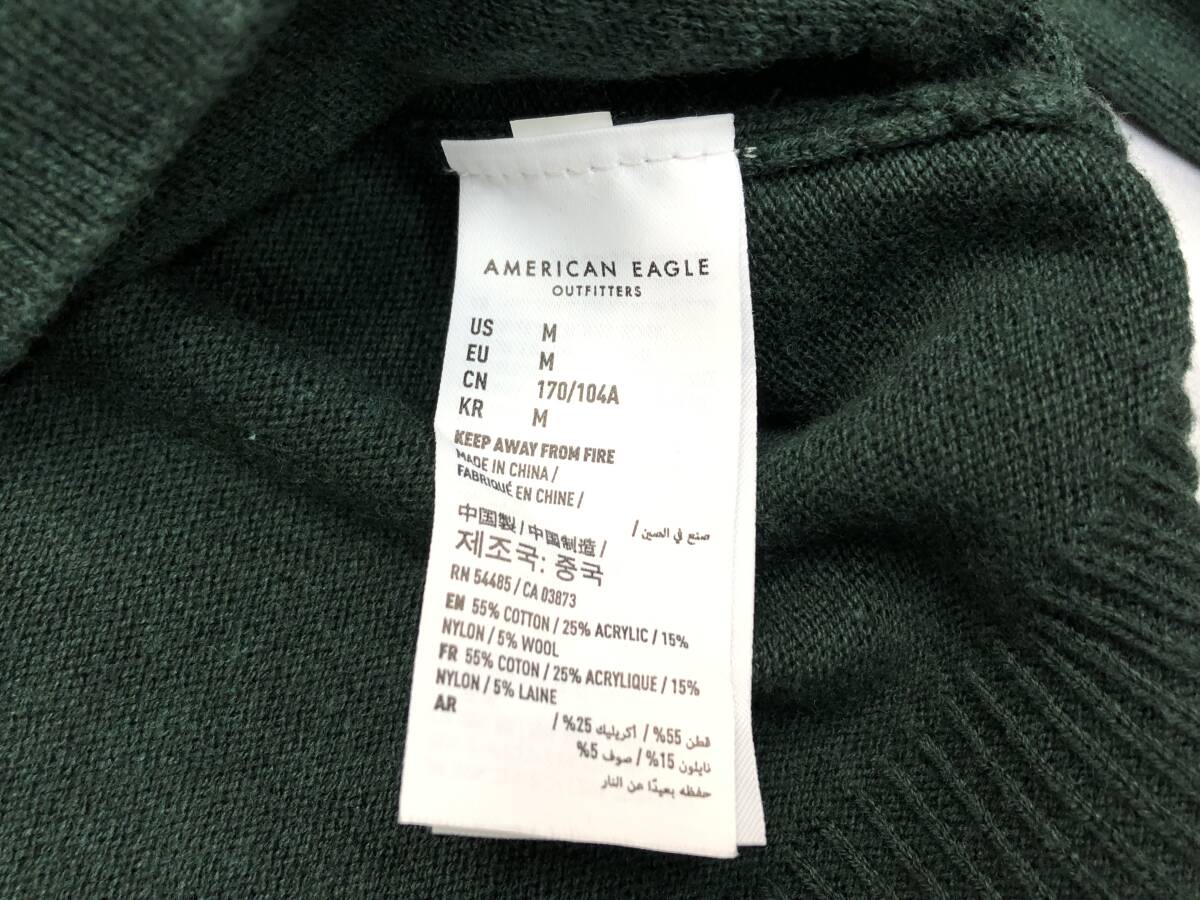 AMERICAN EAGLE
OUTFITTERS
US M
EU M
CN 170/104A
KR M
KEEP AWAY FROM FIRE
MADE IN CHINA /
FABRIQUÉ EN CHINE /
صنع في الصين /
中国製 / 中国制造 /
제조국: 중국
RN 54485 / CA 03873
EN 55% COTTON / 25% ACRYLIC / 15%
NYLON / 5% WOOL
FR 55% COTON / 25% ACRYLIQUE / 15%
NYLON / 5% LAINE
AR
قطن 55% / أكريليك 25% /
نايلون 15% / صوف 5%
حفظه بعيدًا عن النار